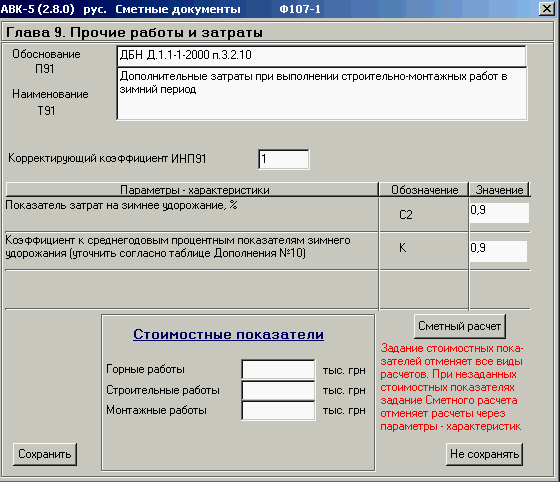 АВК-5 (2.8.0) рус. Сметные документы Ф107-1
Глава 9. Прочие работы и затраты
Обоснование
П91
ДБН Д.1.1-1-2000 п.3.2.10
Наименование
Т91
Дополнительные затраты при выполнении строительно-монтажных работ в
зимний период
Корректирующий коэффициент ИНП91 1
Параметры - характеристики Обозначение Значение
Показатель затрат на зимнее удорожание, % С2 0,9
Коэффициент к среднегодовым процентным показателям зимнего
удорожания (уточнить согласно таблице Дополнения №10) К 0,9
Стоимостные показатели
Горные работы тыс. грн
Строительные работы тыс. грн
Монтажные работы тыс. грн
Сметный расчет
Задание стоимостных пока-
зателей отменяет все виды
расчетов. При незаданных
стоимостных показателях
задание Сметного расчета
отменяет расчеты через
параметры - характеристик
Сохранить Не сохранять